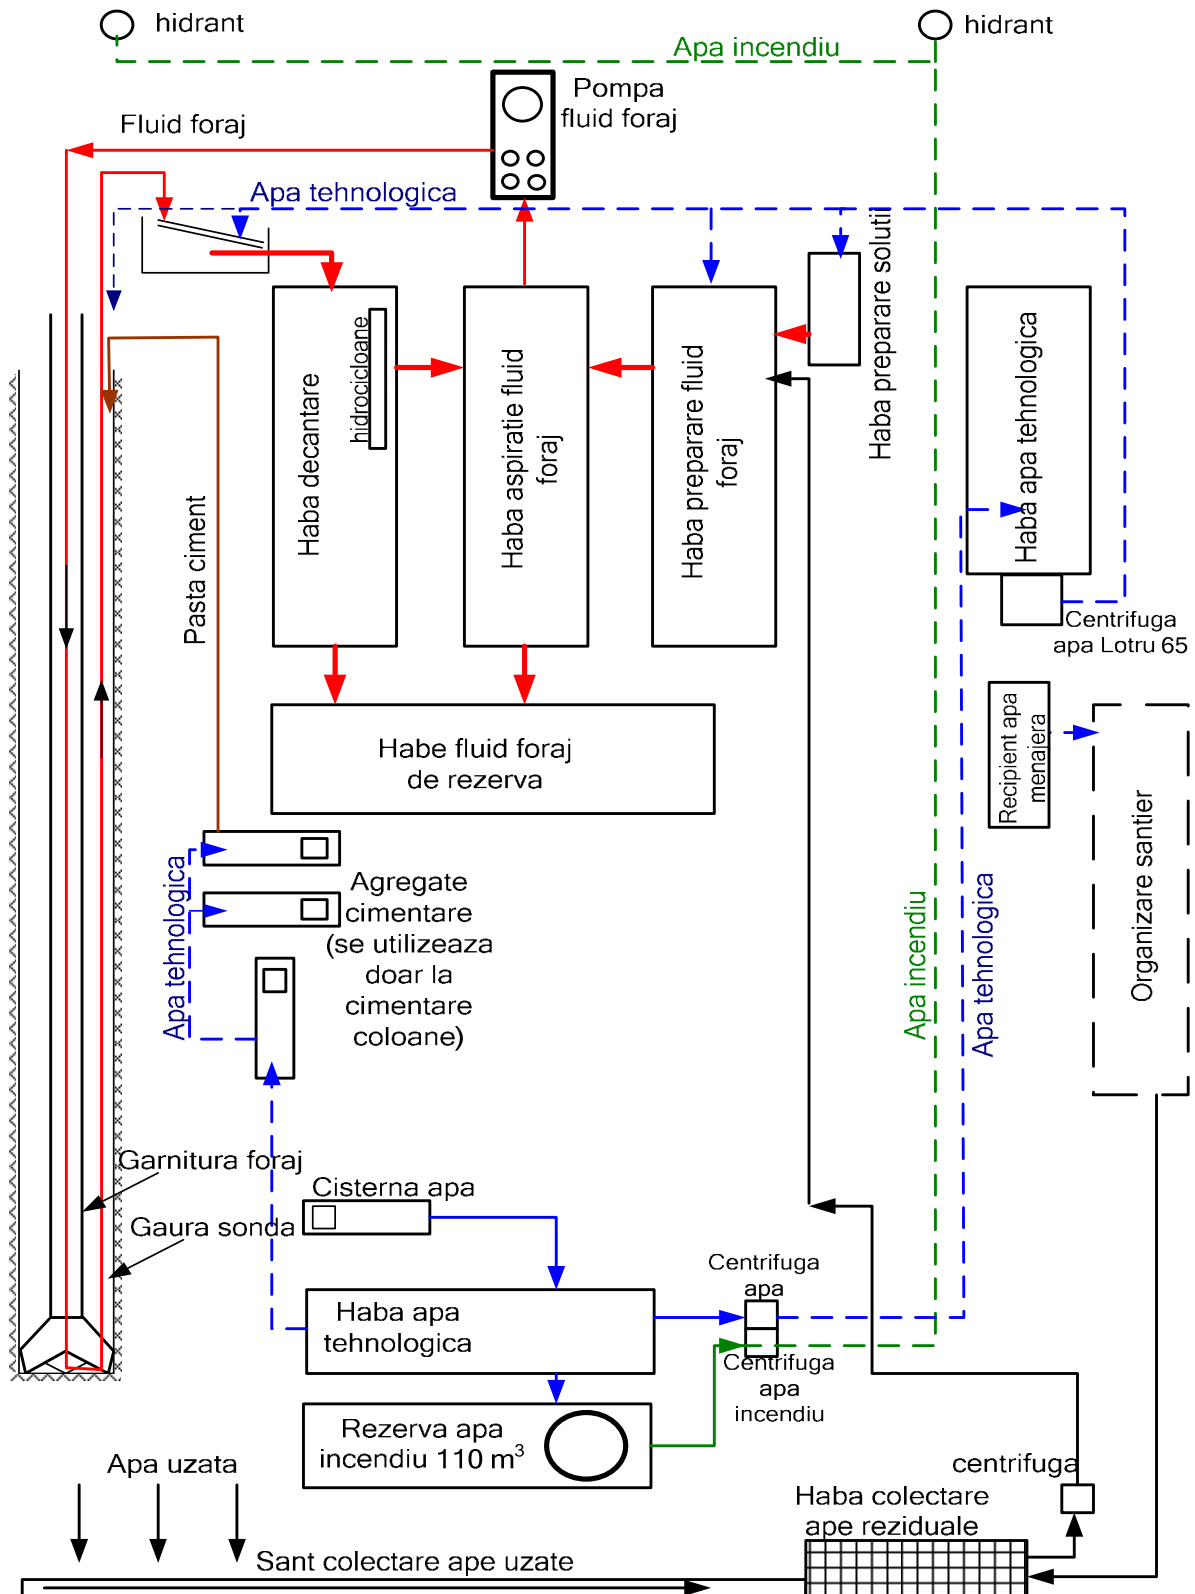 hidrant
hidrant
Apa incendiu
Pompa
fluid foraj
Fluid foraj
Apa tehnologica
Haba decantare
hidrocicloane
Haba aspiratie fluid
foraj
Haba preparare fluid
foraj
Haba preparare solutii
Haba apa tehnologica
Pasta ciment
Centrifuga
apa Lotru 65
Habe fluid foraj
de rezerva
Recipient apa
menajera
Organizare santier
Apa tehnologica
Agregate
cimentare
(se utilizeaza
doar la
cimentare
coloane)
Apa incendiu
Apa tehnologica
Garnitura foraj
Cisterna apa
Gaura sonda
Centrifuga
apa
Haba apa
tehnologica
Centrifuga
apa
incendiu
Rezerva apa
incendiu 110 m³
Apa uzata
centrifuga
Haba colectare
ape reziduale
Sant colectare ape uzate